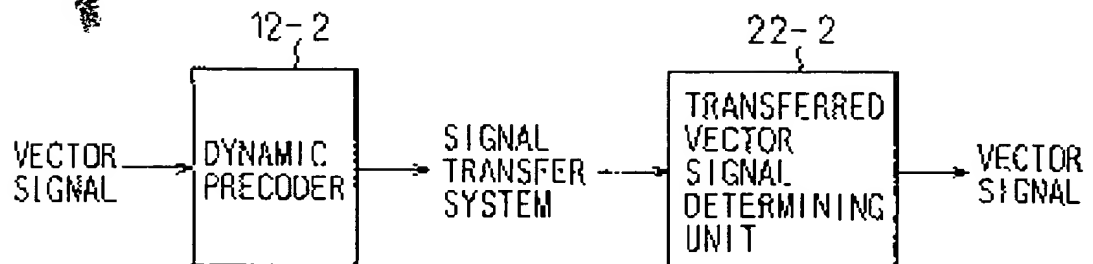 12-2
22-2
VECTOR
SIGNAL
DYNAMIC
PRECODER
SIGNAL
TRANSFER
SYSTEM
TRANSFERRED
VECTOR
SIGNAL
DETERMINING
UNIT
VECTOR
SIGNAL